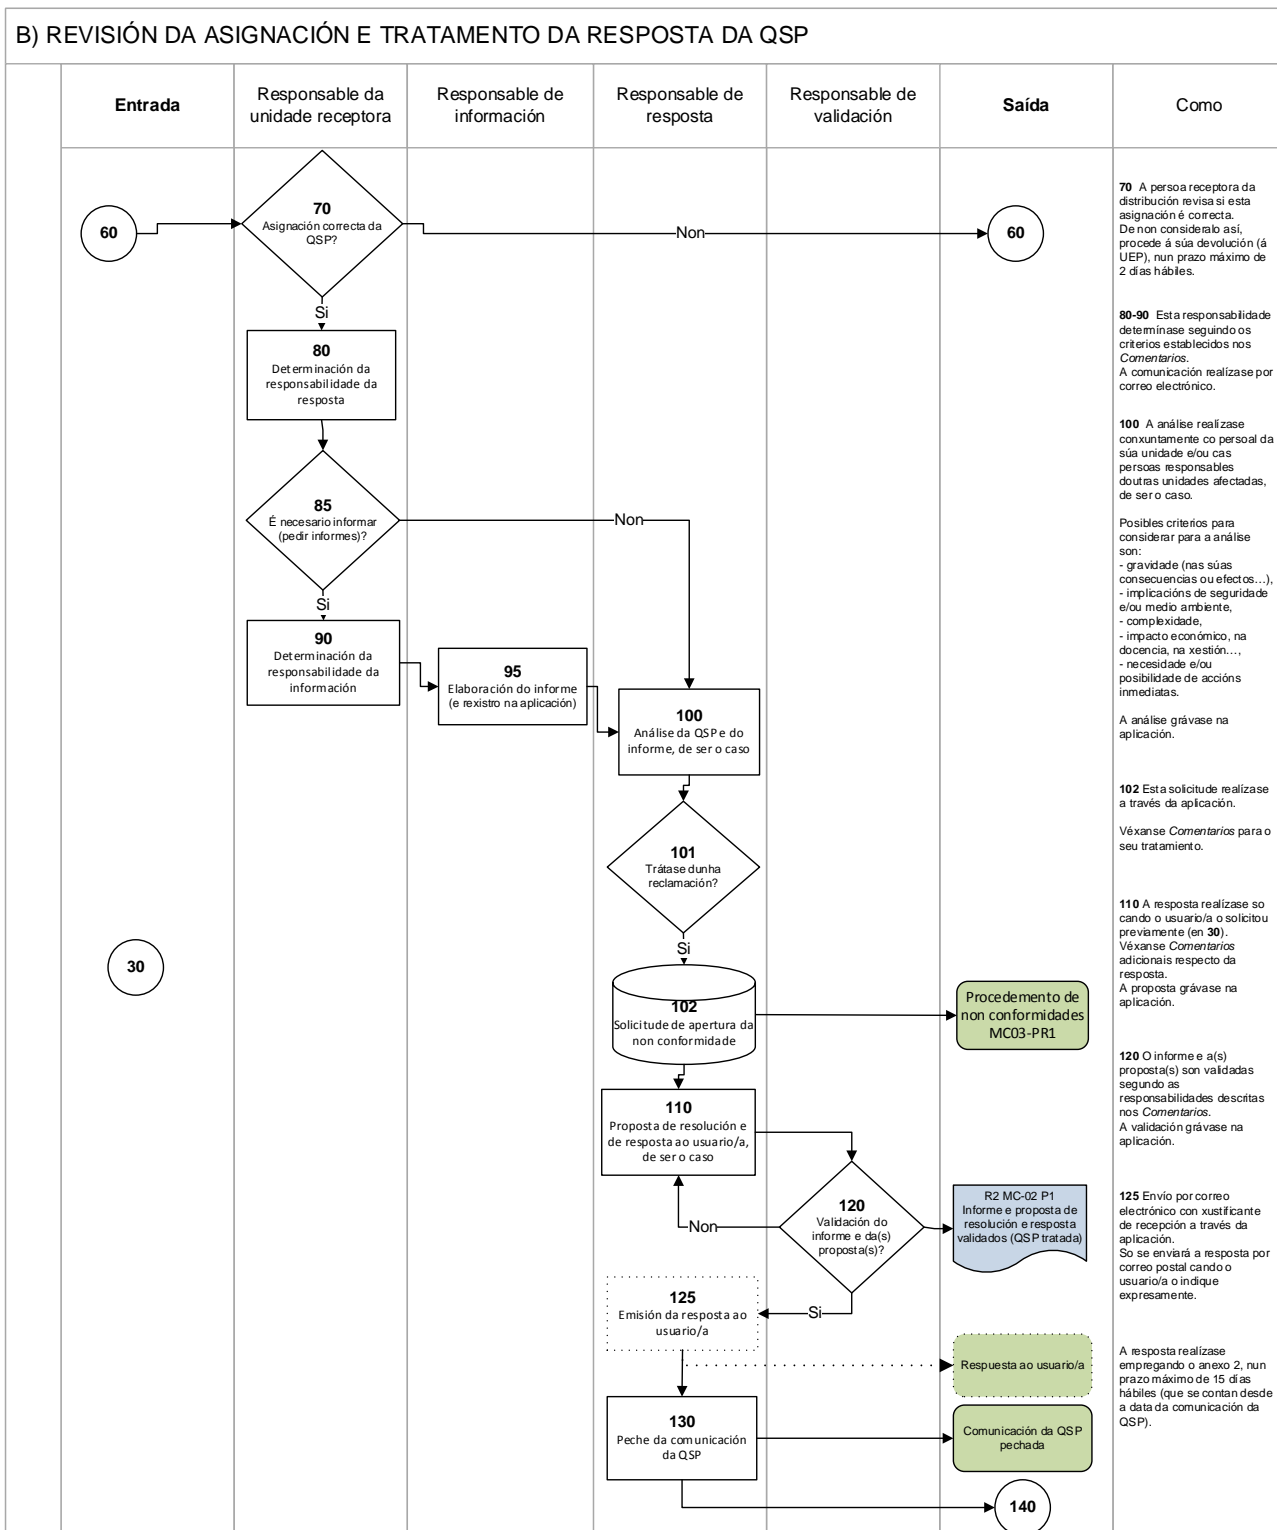 B) REVISIÓN DA ASIGNACIÓN E TRATAMENTO DA RESPOSTA DA QSP
Entrada
Responsable da
unidade receptora
Responsable de
información
Responsable de
resposta
Responsable de
validación
Saída
Como
60
70
Asignación correcta da
QSP?
Non
60
Si
80
Determinación da
responsabilidade da
resposta
85
É necesario informar
(pedir informes)?
Non
Si
90
Determinación da
responsabilidade da
información
95
Elaboración do informe
(e rexistro na aplicación)
100
Análise da QSP e do
informe, de ser o caso
101
Trátase dunha
reclamación?
Si
30
102
Solicitude de apertura da
non conformidade
Procedemento de
non conformidades
MC03-PR1
110
Proposta de resolución e
de resposta ao usuario/a,
de ser o caso
120
Validación do
informe e da(s)
proposta(s)?
Non
R2 MC-02 P1
Informe e proposta de
resolución e resposta
validados (QSP tratada)
Si
125
Emisión da resposta ao
usuario/a
Respuesta ao usuario/a
130
Peche da comunicación
da QSP
Comunicación da QSP
pechada
140
70 A persoa receptora da
distribución revisa si esta
asignación é correcta.
De non consideralo así,
procede á súa devolución (á
UEP), nun prazo máximo de
2 días hábiles.
80-90 Esta responsabilidade
determínase seguindo os
criterios establecidos nos
Comentarios.
A comunicación realízase por
correo electrónico.
100 A análise realízase
conxuntamente co persoal da
súa unidade e/ou cas
persoas responsables
doutras unidades afectadas,
de ser o caso.
Posibles criterios para
considerar para a análise
son:
- gravidade (nas súas
consecuencias ou efectos…),
- implicacións de seguridade
e/ou medio ambiente,
- complexidade,
- impacto económico, na
docencia, na xestión…,
- necesidade e/ou
posibilidade de accións
inmediatas.
A análise grávase na
aplicación.
102 Esta solicitude realízase
a través da aplicación.
Véxanse Comentarios para o
seu tratamiento.
110 A resposta realízase so
cando o usuario/a o solicitou
previamente (en 30).
Véxanse Comentarios
adicionais respecto da
resposta.
A proposta grávase na
aplicación.
120 O informe e a(s)
proposta(s) son validadas
segundo as
responsabilidades descritas
nos Comentarios.
A validación grávase na
aplicación.
125 Envío por correo
electrónico con xustificante
de recepción a través da
aplicación.
So se enviará a resposta por
correo postal cando o
usuario/a o indique
expresamente.
A resposta realízase
empregando o anexo 2, nun
prazo máximo de 15 días
hábiles (que se contan desde
a data da comunicación da
QSP).